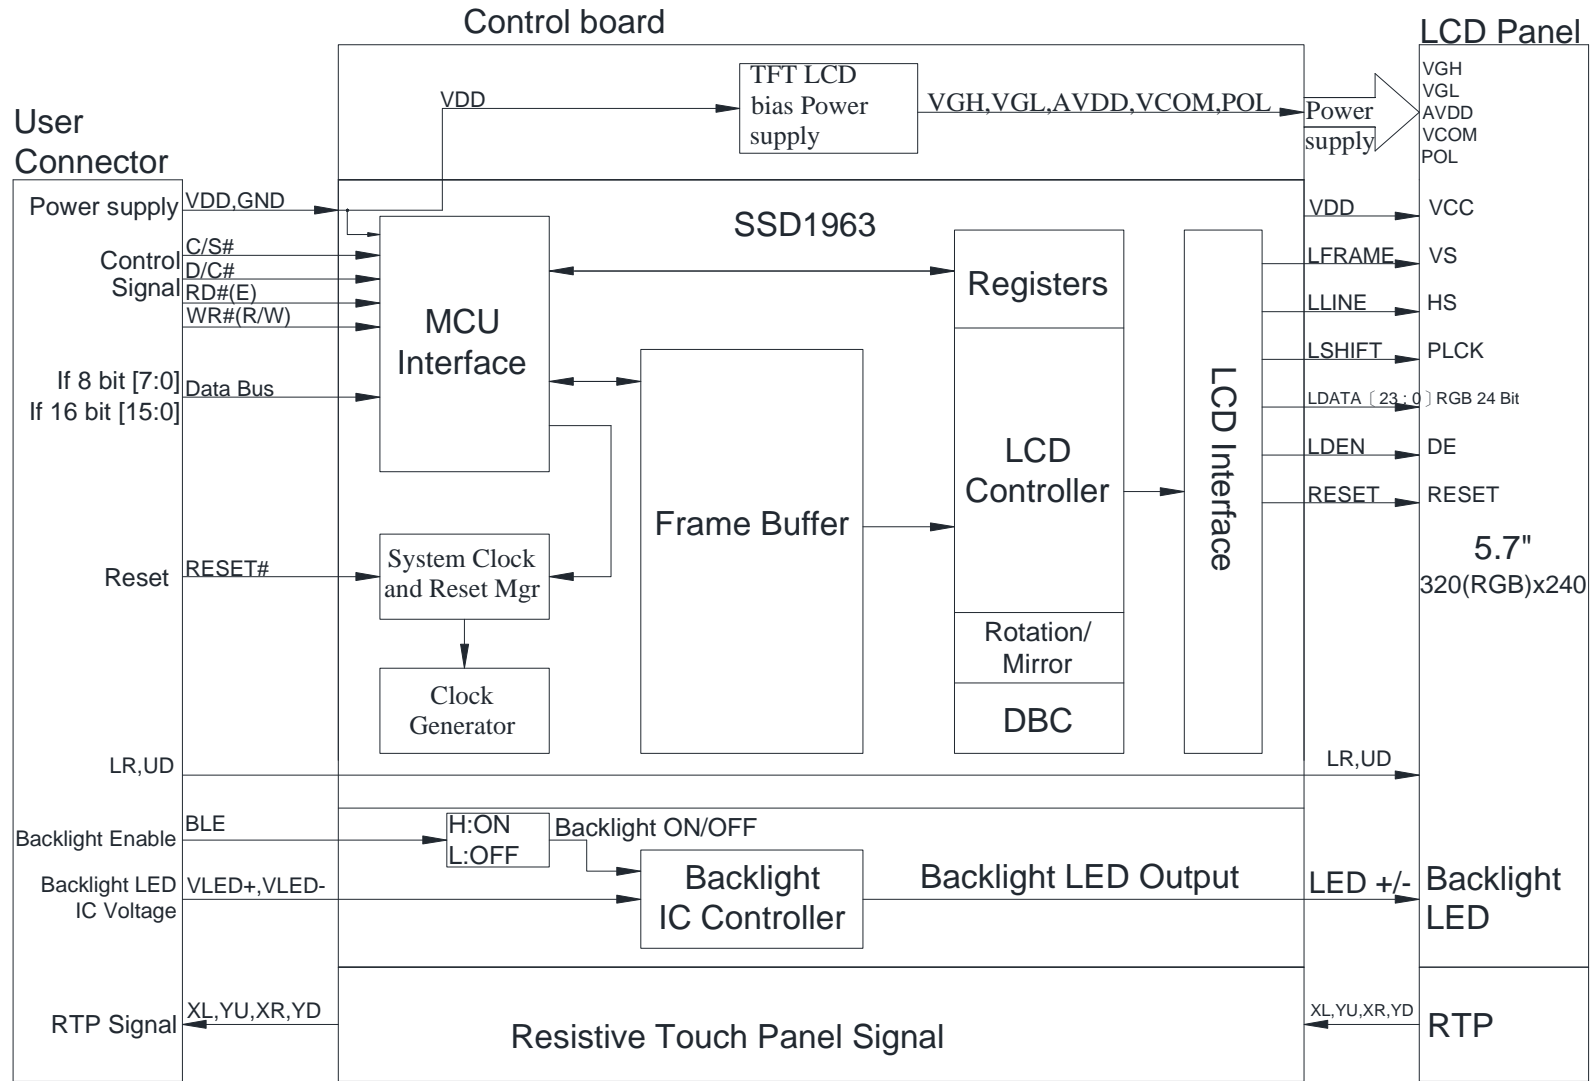 Control board
LCD Panel
User
Connector
VDD
TFT LCD
bias Power
supply
VGH,VGL,AVDD,VCOM,POL
Power
supply
VGH
VGL
AVDD
VCOM
POL
Power supply
VDD,GND
Control
Signal
C/S#
D/C#
RD#(E)
WR#(R/W)
If 8 bit [7:0]
If 16 bit [15:0]
Data Bus
MCU
Interface
SSD1963
Registers
LCD
Controller
Rotation/
Mirror
DBC
Frame Buffer
LCD Interface
Reset
RESET#
System Clock
and Reset Mgr
Clock
Generator
VDD
VCC
LFRAME
VS
LLINE
HS
LSHIFT
PLCK
LDATA〔23:0〕RGB 24 Bit
LDEN
DE
RESET
RESET
5.7"
320(RGB)x240
LR,UD
LR,UD
Backlight Enable
BLE
H:ON
L:OFF
Backlight ON/OFF
Backlight LED
IC Voltage
VLED+,VLED-
Backlight
IC Controller
Backlight LED Output
LED +/-
Backlight
LED
RTP Signal
XL,YU,XR,YD
Resistive Touch Panel Signal
XL,YU,XR,YD
RTP